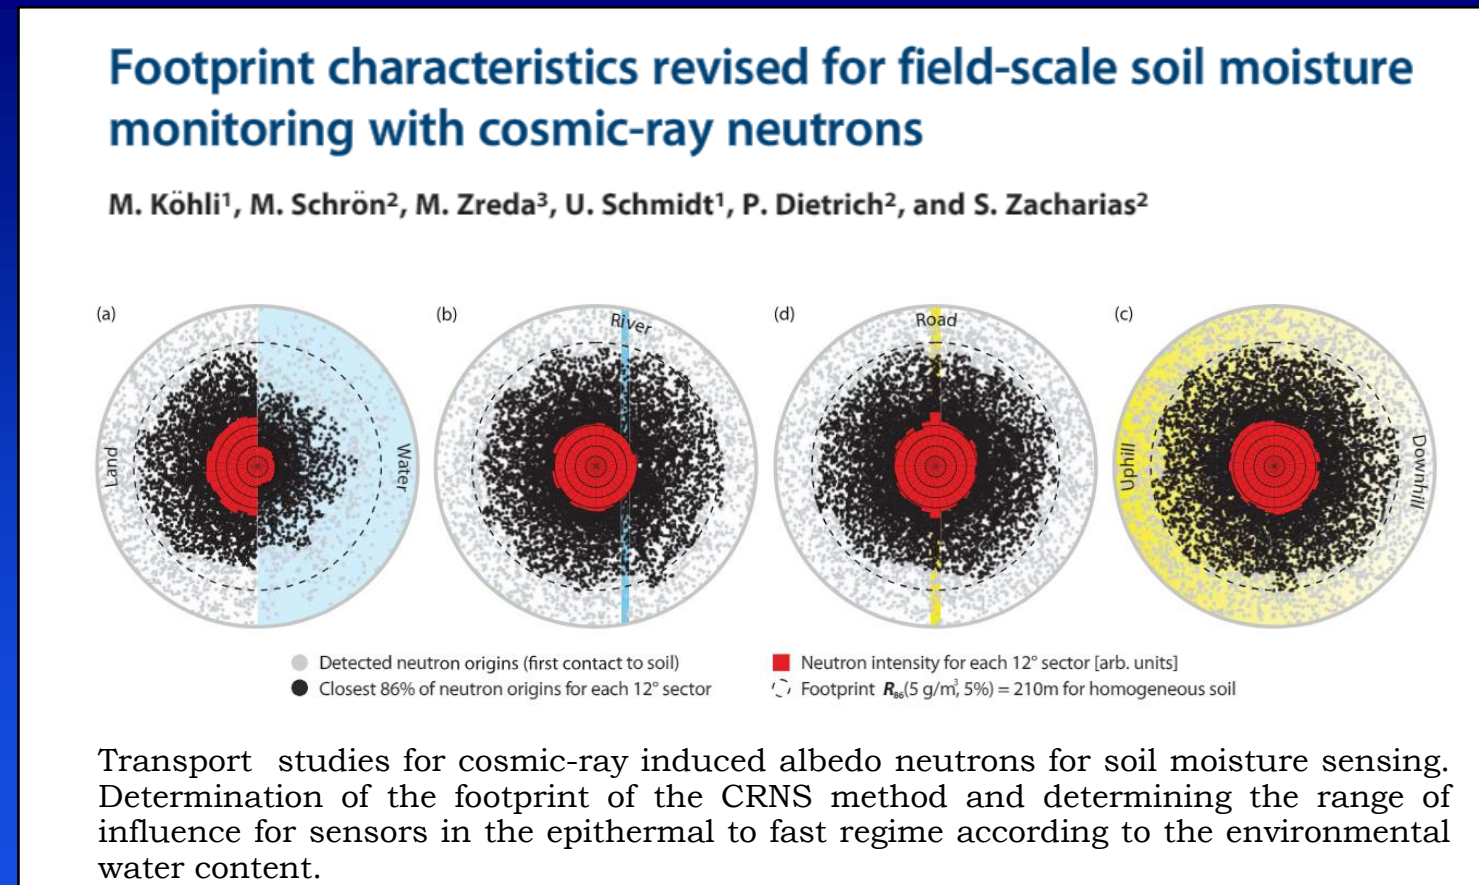 Footprint characteristics revised for field-scale soil moisture
monitoring with cosmic-ray neutrons
M. Köhli¹, M. Schrön², M. Zreda³, U. Schmidt¹, P. Dietrich², and S. Zacharias²
(a)
Land
Water
(b)
River
(d)
Road
(c)
Uphill
Downhill
Detected neutron origins (first contact to soil)
Closest 86% of neutron origins for each 12° sector
Neutron intensity for each 12° sector [arb. units]
Footprint R₈₆(5 g/m³, 5%) = 210m for homogeneous soil
Transport studies for cosmic-ray induced albedo neutrons for soil moisture sensing.
Determination of the footprint of the CRNS method and determining the range of
influence for sensors in the epithermal to fast regime according to the environmental
water content.